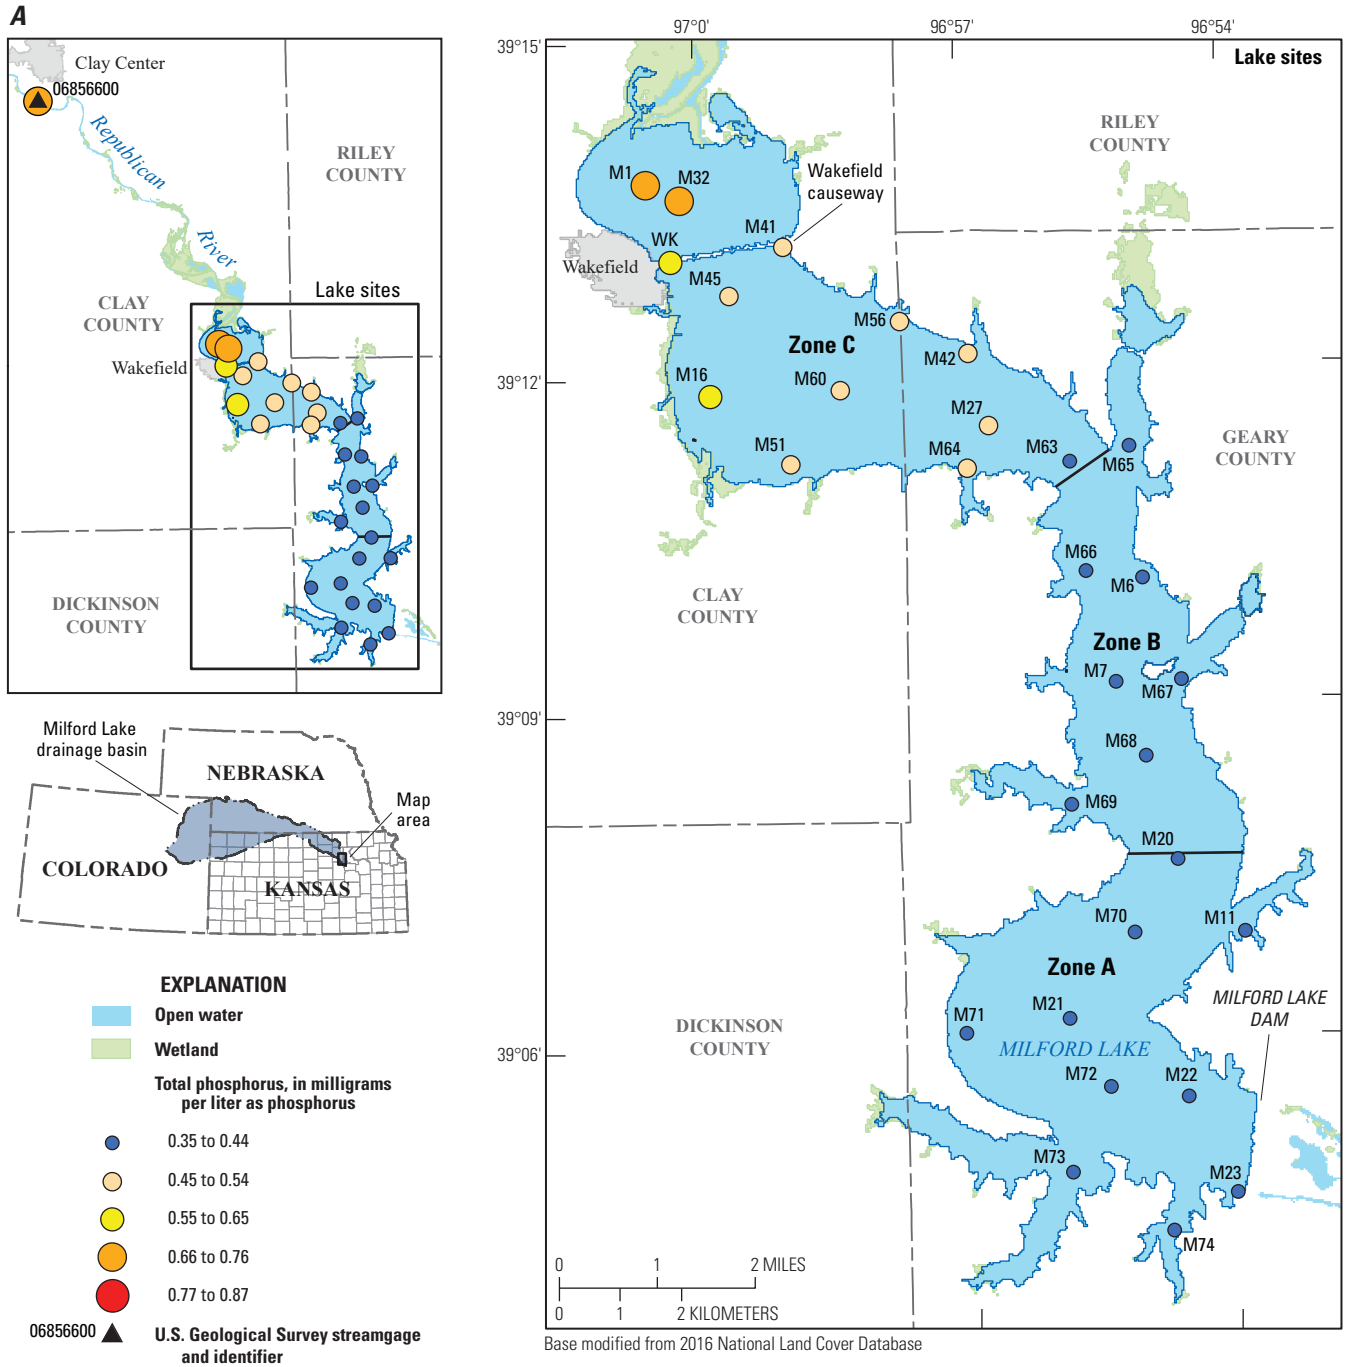 A
Clay Center
06856600
Republican
River
RILEY
COUNTY
CLAY
COUNTY
Lake sites
Wakefield
DICKINSON
COUNTY
Milford Lake
drainage basin
NEBRASKA
Map
area
COLORADO
KANSAS
EXPLANATION
Open water
Wetland
Total phosphorus, in milligrams
per liter as phosphorus
0.35 to 0.44
0.45 to 0.54
0.55 to 0.65
0.66 to 0.76
0.77 to 0.87
06856600
U.S. Geological Survey streamgage
and identifier
97°0'
96°57'
96°54'
39°15'
39°12'
39°09'
39°06'
Lake sites
RILEY
COUNTY
M1
M32
Wakefield
causeway
WK
M41
Wakefield
M45
M56
Zone C
M42
M16
M60
M27
M51
M64
M63
M65
GEARY
COUNTY
M66
M6
CLAY
COUNTY
Zone B
M7
M67
M68
M69
M20
M70
M11
Zone A
M21
MILFORD LAKE
DAM
M71
DICKINSON
COUNTY
MILFORD LAKE
M72
M22
M73
M23
M74
0 1 2 MILES
0 1 2 KILOMETERS
Base modified from 2016 National Land Cover Database